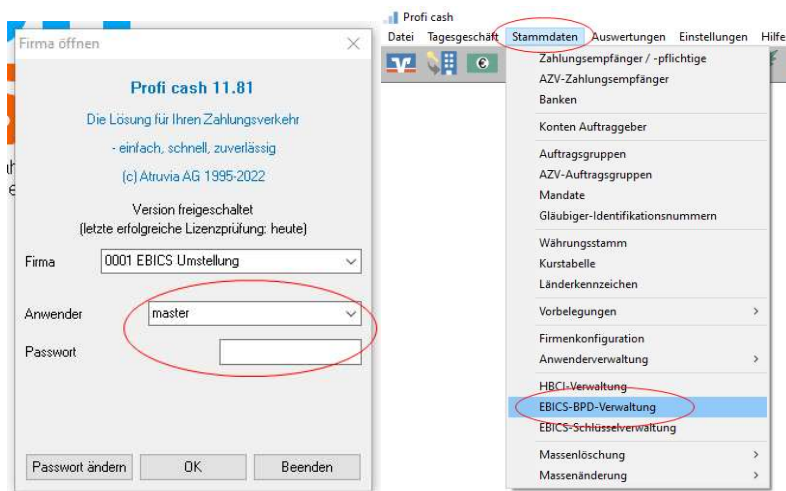 Firma öffnen
Profi cash 11.81
Die Lösung für Ihren Zahlungsverkehr
- einfach, schnell, zuverlässig
(c) Atruvia AG 1995-2022
Version freigeschaltet
(letzte erfolgreiche Lizenzprüfung: heute)
Firma 0001 EBICS Umstellung
Anwender master
Passwort
Passwort ändern OK Beenden
Profi cash
Datei Tagesgeschäft Stammdaten Auswertungen Einstellungen Hilfe
Zahlungsempfänger / -pflichtige
AZV-Zahlungsempfänger
Banken
Konten Auftraggeber
Auftragsgruppen
AZV-Auftragsgruppen
Mandate
Gläubiger-Identifikationsnummern
Währungsstamm
Kurstabelle
Länderkennzeichen
Vorbelegungen
Firmenkonfiguration
Anwenderverwaltung
HBCI-Verwaltung
EBICS-BPD-Verwaltung
EBICS-Schlüsselverwaltung
Massenlöschung
Massenänderung